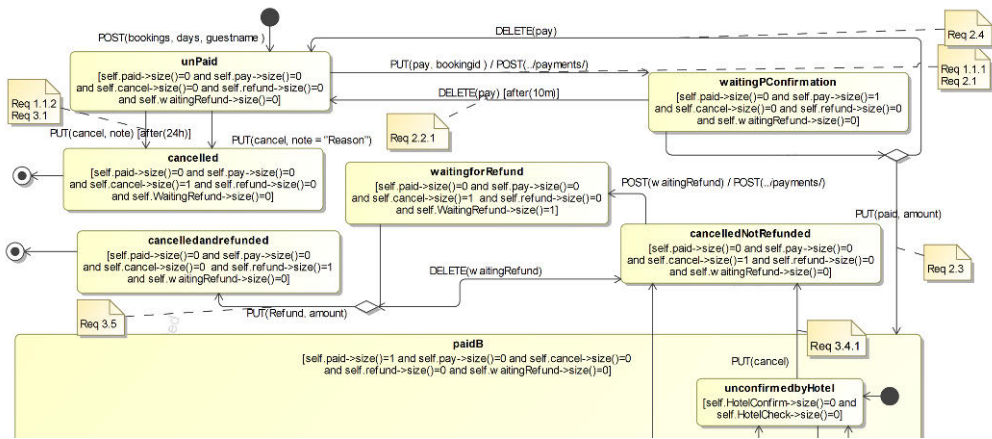 DELETE(pay)
Req 2.4
POST(bookings, days, guestname )
unPaid
[self.paid->size()=0 and self.pay->size()=0
and self.cancel->size()=0 and self.refund->size()=0
and self.waitingRefund->size()=0]
PUT(pay, bookingid ) / POST(../payments/)
Req 1.1.1
Req 2.1
waitingPConfirmation
[self.paid->size()=0 and self.pay->size()=1
and self.cancel->size()=0 and self.refund->size()=0
and self.waitingRefund->size()=0]
DELETE(pay) [after(10m)]
Req 1.1.2
Req 3.1
PUT(cancel, note) [after(24h)]
PUT(cancel, note = "Reason")
Req 2.2.1
cancelled
[self.paid->size()=0 and self.pay->size()=0
and self.cancel->size()=1 and self.refund->size()=0
and self.WaitingRefund->size()=0]
waitingforRefund
[self.paid->size()=0 and self.pay->size()=0
and self.cancel->size()=1 and self.refund->size()=0
and self.WaitingRefund->size()=1]
POST(waitingRefund) / POST(../payments/)
PUT(paid, amount)
cancelledandrefunded
[self.paid->size()=0 and self.pay->size()=0
and self.cancel->size()=0 and self.refund->size()=1
and self.waitingRefund->size()=0]
cancelledNotRefunded
[self.paid->size()=0 and self.pay->size()=0
and self.cancel->size()=1 and self.refund->size()=0
and self.waitingRefund->size()=0]
Req 2.3
DELETE(waitingRefund)
PUT(Refund, amount)
Req 3.5
paidB
[self.paid->size()=1 and self.pay->size()=0 and self.cancel->size()=0
and self.refund->size()=0 and self.waitingRefund->size()=0]
Req 3.4.1
PUT(cancel)
unconfirmedbyHotel
[self.HotelConfirm->size()=0 and
self.HotelCheck->size()=0]